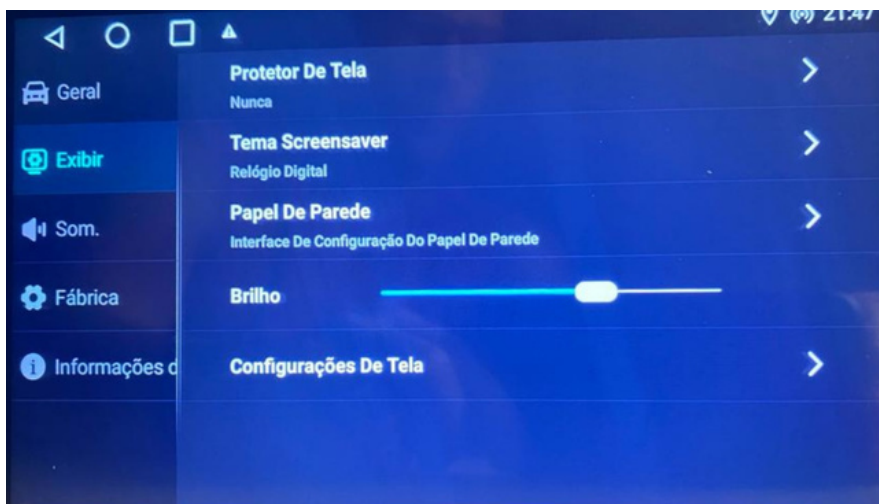 21:47
Geral
Exibir
Som.
Fábrica
Informações d
Protetor De Tela
Nunca
Tema Screensaver
Relógio Digital
Papel De Parede
Interface De Configuração Do Papel De Parede
Brilho
Configurações De Tela